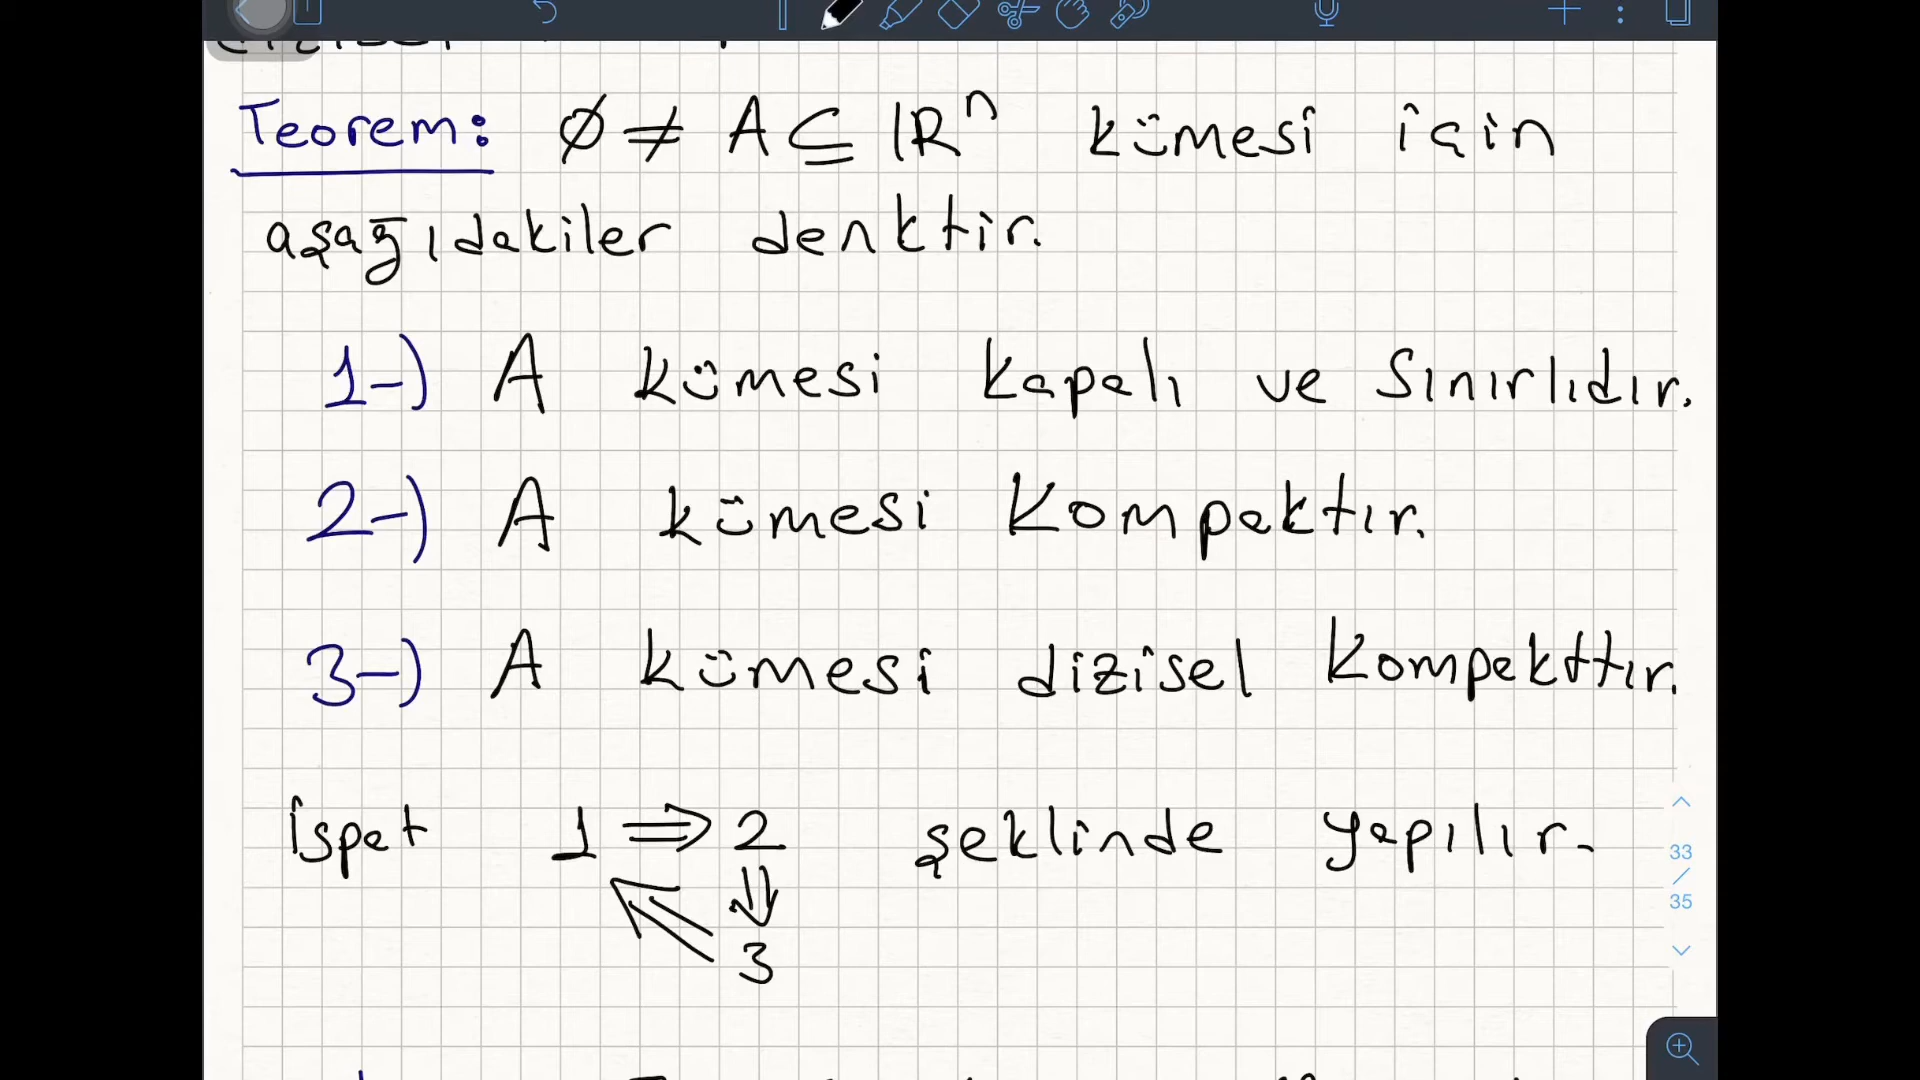 Teorem: ∅ ≠ A ⊆ ℝⁿ kümesi için
aşağıdakiler denktir.
1-) A kümesi kapalı ve sınırlıdır.
2-) A kümesi kompaktır.
3-) A kümesi dizisel kompakttır.
İspat 1 ⇒ 2 şeklinde yapılır.
⇖ ⇓
3
33
/
35